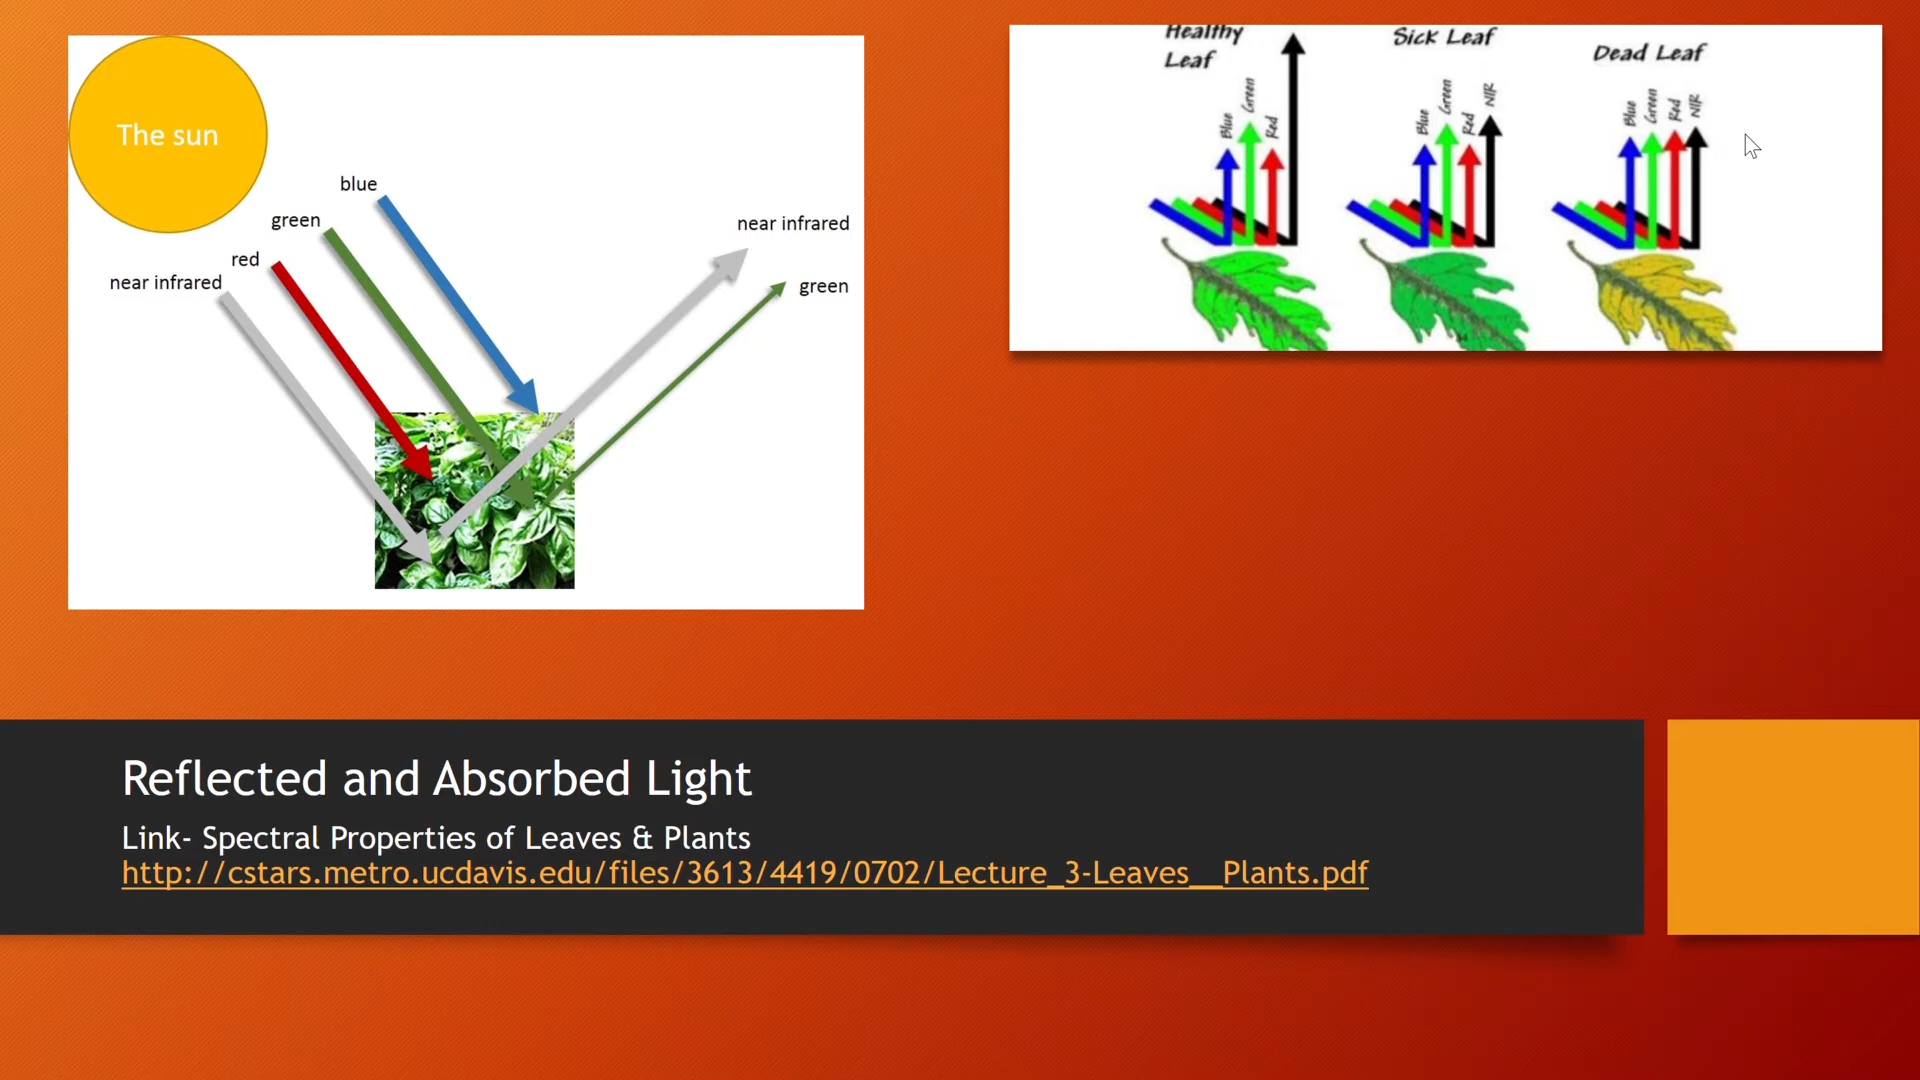 The sun
blue
green
red
near infrared
near infrared
green
Healthy
Leaf
Blue
Green
Red
Sick Leaf
Blue
Green
Red
NIR
Dead Leaf
Blue
Green
Red
NIR
Reflected and Absorbed Light
Link- Spectral Properties of Leaves & Plants
http://cstars.metro.ucdavis.edu/files/3613/4419/0702/Lecture_3-Leaves__Plants.pdf